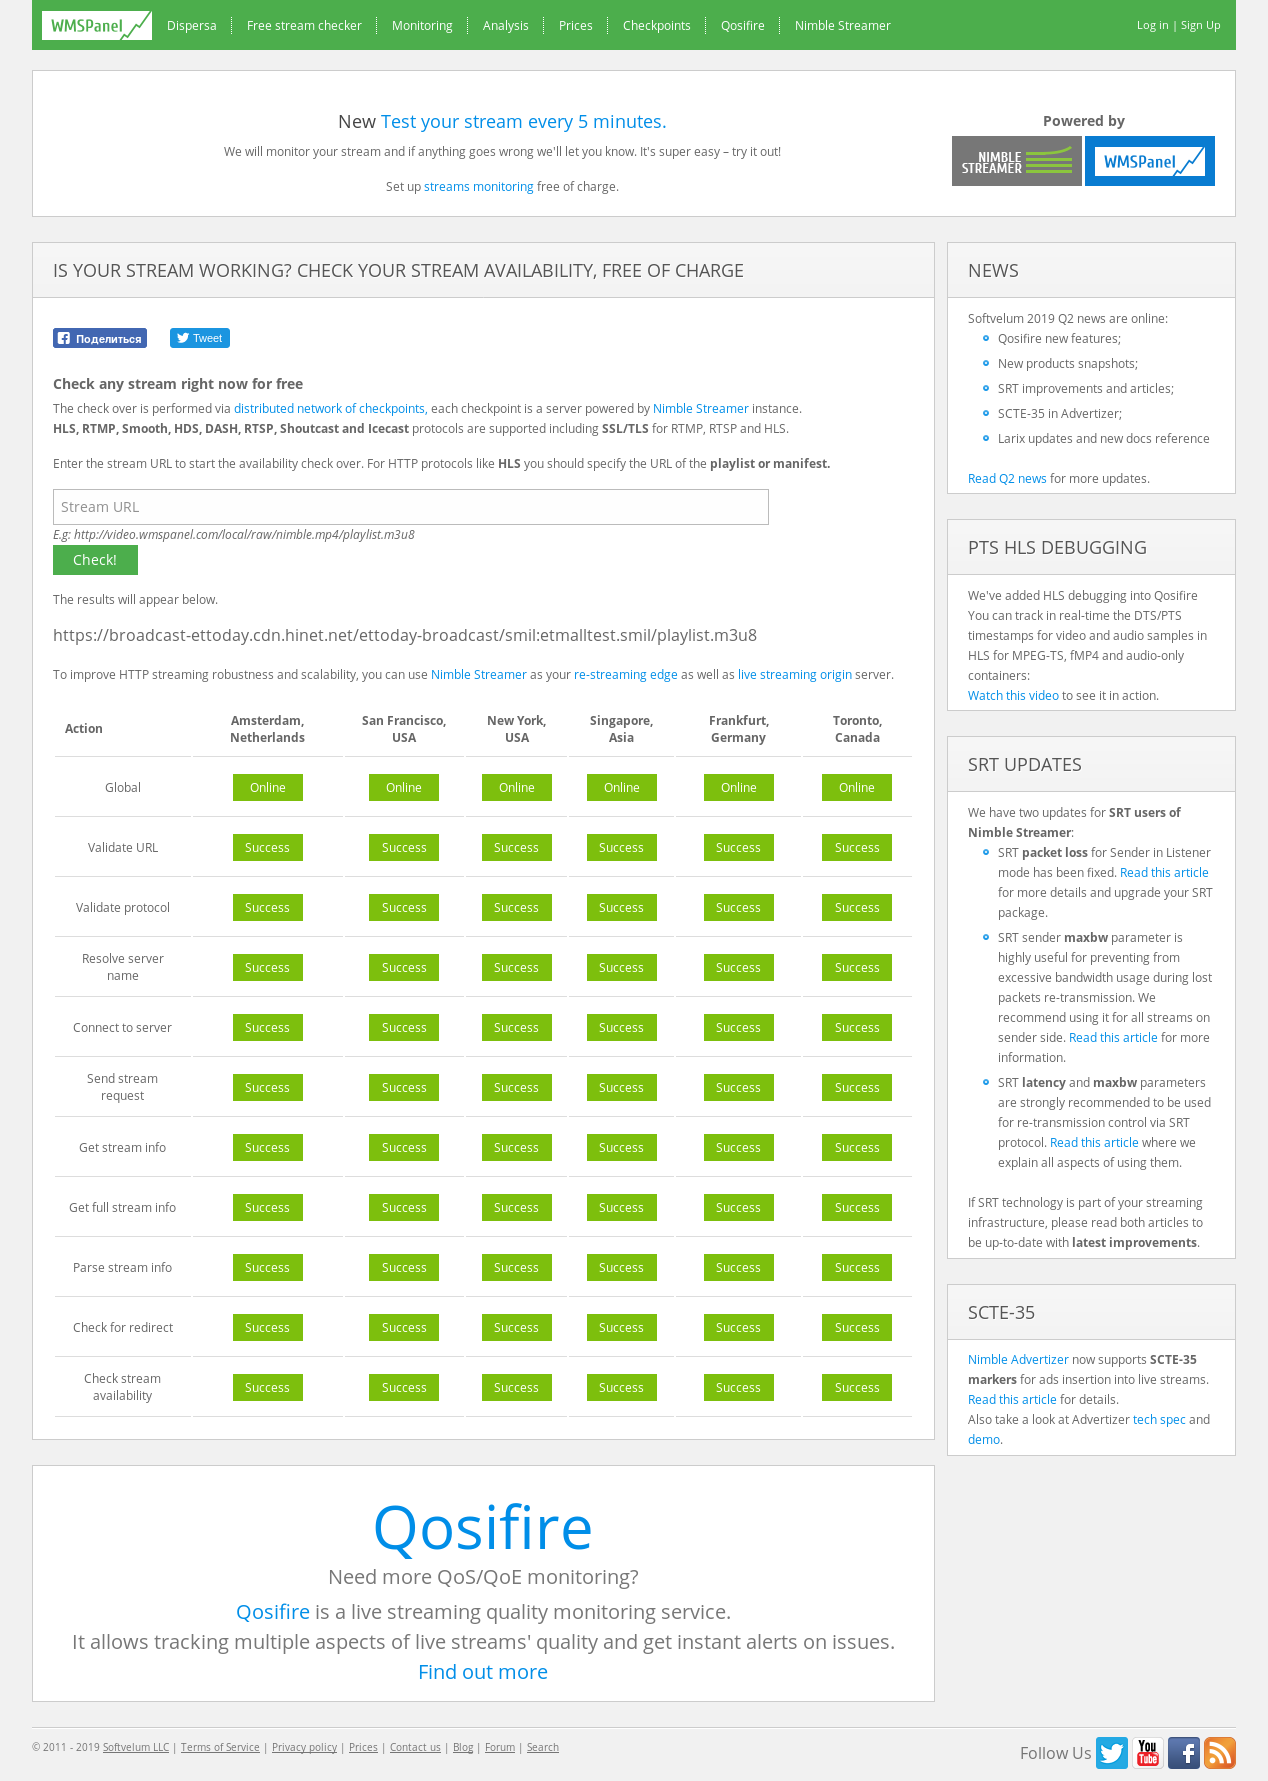 WMSPanel Dispersa Free stream checker Monitoring Analysis Prices Checkpoints Qosifire Nimble Streamer Log in | Sign Up
New Test your stream every 5 minutes.
We will monitor your stream and if anything goes wrong we'll let you know. It's super easy – try it out!
Set up streams monitoring free of charge.
Powered by
NIMBLE
STREAMER
WMSPanel
IS YOUR STREAM WORKING? CHECK YOUR STREAM AVAILABILITY, FREE OF CHARGE
Поделиться Tweet
Check any stream right now for free
The check over is performed via distributed network of checkpoints, each checkpoint is a server powered by Nimble Streamer instance.
HLS, RTMP, Smooth, HDS, DASH, RTSP, Shoutcast and Icecast protocols are supported including SSL/TLS for RTMP, RTSP and HLS.
Enter the stream URL to start the availability check over. For HTTP protocols like HLS you should specify the URL of the playlist or manifest.
Stream URL
E.g: http://video.wmspanel.com/local/raw/nimble.mp4/playlist.m3u8
Check!
The results will appear below.
https://broadcast-ettoday.cdn.hinet.net/ettoday-broadcast/smil:etmalltest.smil/playlist.m3u8
To improve HTTP streaming robustness and scalability, you can use Nimble Streamer as your re-streaming edge as well as live streaming origin server.
Action Amsterdam, Netherlands San Francisco, USA New York, USA Singapore, Asia Frankfurt, Germany Toronto, Canada
Global Online Online Online Online Online Online
Validate URL Success Success Success Success Success Success
Validate protocol Success Success Success Success Success Success
Resolve server name Success Success Success Success Success Success
Connect to server Success Success Success Success Success Success
Send stream request Success Success Success Success Success Success
Get stream info Success Success Success Success Success Success
Get full stream info Success Success Success Success Success Success
Parse stream info Success Success Success Success Success Success
Check for redirect Success Success Success Success Success Success
Check stream availability Success Success Success Success Success Success
Qosifire
Need more QoS/QoE monitoring?
Qosifire is a live streaming quality monitoring service.
It allows tracking multiple aspects of live streams' quality and get instant alerts on issues.
Find out more
NEWS
Softvelum 2019 Q2 news are online:
Qosifire new features;
New products snapshots;
SRT improvements and articles;
SCTE-35 in Advertizer;
Larix updates and new docs reference
Read Q2 news for more updates.
PTS HLS DEBUGGING
We've added HLS debugging into Qosifire
You can track in real-time the DTS/PTS
timestamps for video and audio samples in
HLS for MPEG-TS, fMP4 and audio-only
containers:
Watch this video to see it in action.
SRT UPDATES
We have two updates for SRT users of
Nimble Streamer:
SRT packet loss for Sender in Listener
mode has been fixed. Read this article
for more details and upgrade your SRT
package.
SRT sender maxbw parameter is
highly useful for preventing from
excessive bandwidth usage during lost
packets re-transmission. We
recommend using it for all streams on
sender side. Read this article for more
information.
SRT latency and maxbw parameters
are strongly recommended to be used
for re-transmission control via SRT
protocol. Read this article where we
explain all aspects of using them.
If SRT technology is part of your streaming
infrastructure, please read both articles to
be up-to-date with latest improvements.
SCTE-35
Nimble Advertizer now supports SCTE-35
markers for ads insertion into live streams.
Read this article for details.
Also take a look at Advertizer tech spec and
demo.
© 2011 - 2019 Softvelum LLC | Terms of Service | Privacy policy | Prices | Contact us | Blog | Forum | Search
Follow Us You Tube